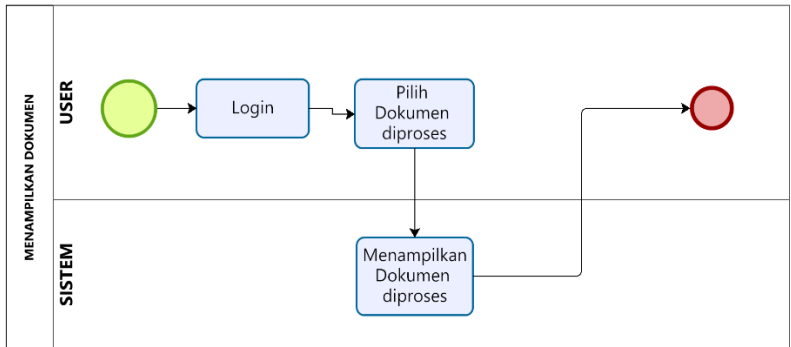 MENAMPILKAN DOKUMEN
USER
Login
Pilih
Dokumen
diproses
SISTEM
Menampilkan
Dokumen
diproses